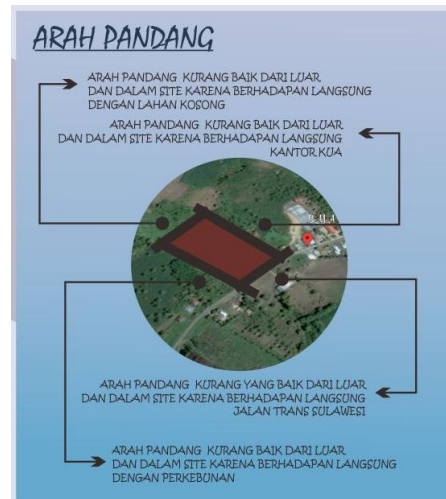 ARAH PANDANG
ARAH PANDANG KURANG BAIK DARI LUAR
DAN DALAM SITE KARENA BERHADAPAN LANGSUNG
DENGAN LAHAN KOSONG
ARAH PANDANG KURANG BAIK DARI LUAR
DAN DALAM SITE KARENA BERHADAPAN LANGSUNG
KANTOR KUA
ARAH PANDANG KURANG YANG BAIK DARI LUAR
DAN DALAM SITE KARENA BERHADAPAN LANGSUNG
JALAN TRANS SULAWESI
ARAH PANDANG KURANG BAIK DARI LUAR
DAN DALAM SITE KARENA BERHADAPAN LANGSUNG
DENGAN PERKEBUNAN